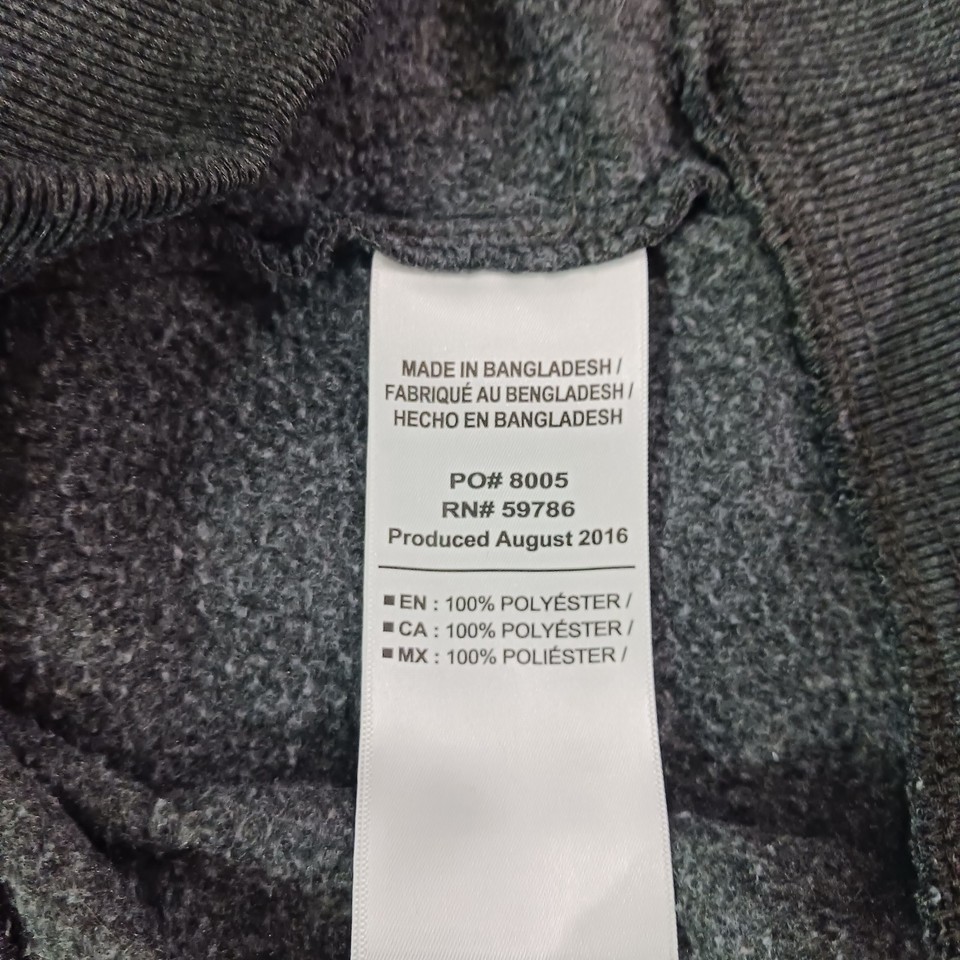 MADE IN BANGLADESH /
FABRIQUÉ AU BENGLADESH /
HECHO EN BANGLADESH
PO# 8005
RN# 59786
Produced August 2016
■ EN : 100% POLYÉSTER /
■ CA : 100% POLYÉSTER /
■ MX : 100% POLIÉSTER /